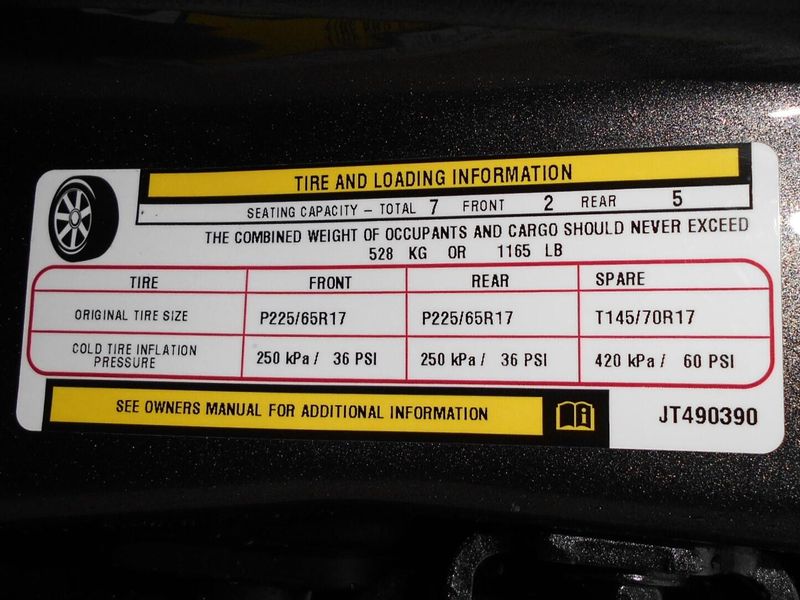 TIRE AND LOADING INFORMATION
SEATING CAPACITY – TOTAL 7 FRONT 2 REAR 5
THE COMBINED WEIGHT OF OCCUPANTS AND CARGO SHOULD NEVER EXCEED
528 KG OR 1165 LB
TIRE FRONT REAR SPARE
ORIGINAL TIRE SIZE P225/65R17 P225/65R17 T145/70R17
COLD TIRE INFLATION
PRESSURE 250 kPa / 36 PSI 250 kPa / 36 PSI 420 kPa / 60 PSI
SEE OWNERS MANUAL FOR ADDITIONAL INFORMATION
JT490390